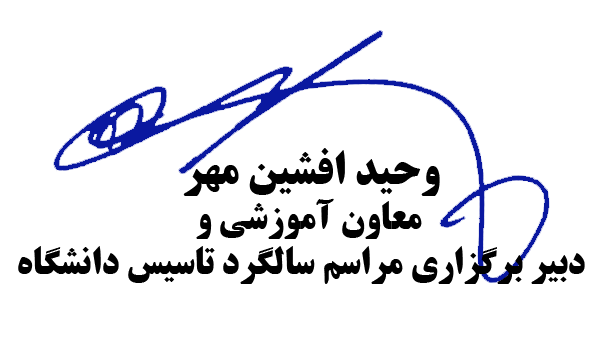 وحید افشین مهر
معاون آموزشی و
دبیر برگزاری مراسم سالگرد تاسیس دانشگاه